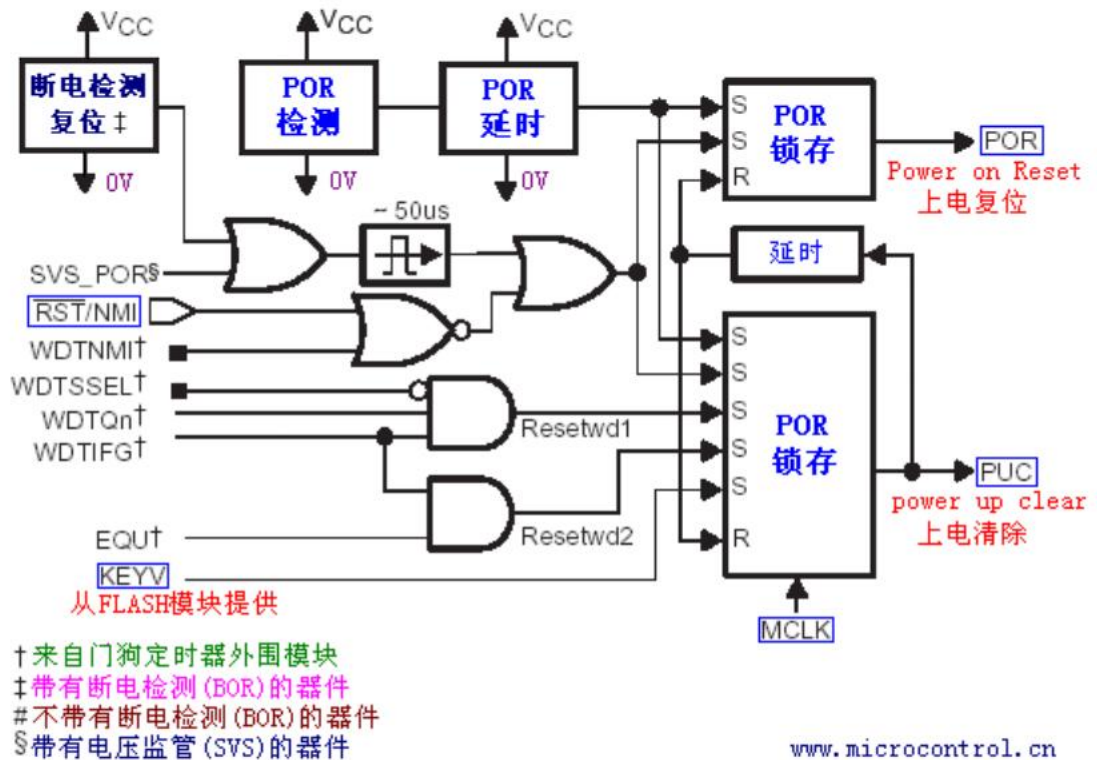 VCC
VCC
VCC
断电检测
复位‡
POR
检测
POR
延时
0V
0V
0V
S
S
R
POR
锁存
POR
Power on Reset
上电复位
~50us
延时
SVS_POR§
RST/NMI
WDTNMI†
WDTSSEL†
WDTQn†
WDTIFG†
Resetwd1
EQU†
Resetwd2
KEYV
从FLASH模块提供
S
S
S
S
S
R
POR
锁存
PUC
power up clear
上电清除
MCLK
†来自门狗定时器外围模块
‡带有断电检测(BOR)的器件
#不带有断电检测(BOR)的器件
§带有电压监管(SVS)的器件
www.microcontrol.cn